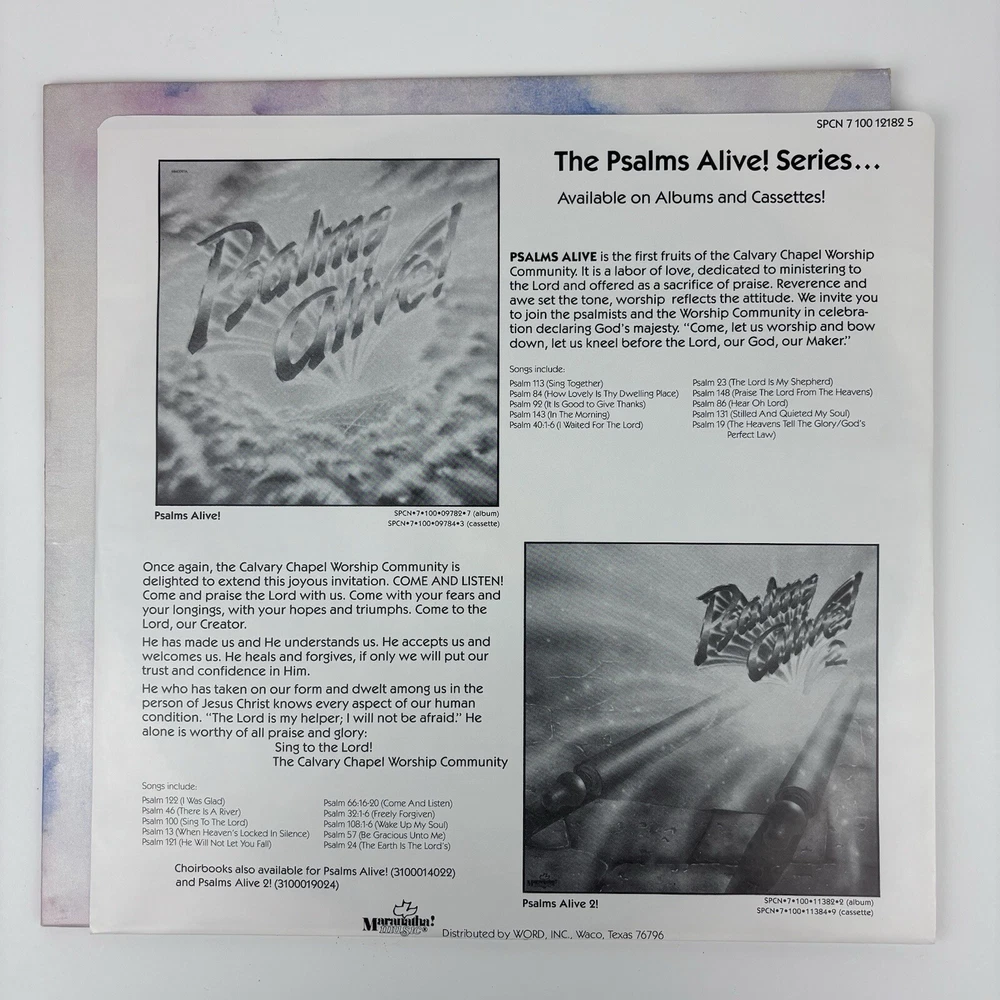 SPCN 7 100 12182 5
The Psalms Alive! Series...
Available on Albums and Cassettes!
Psalms Alive!
PSALMS ALIVE is the first fruits of the Calvary Chapel Worship
Community. It is a labor of love, dedicated to ministering to
the Lord and offered as a sacrifice of praise. Reverence and
awe set the tone, worship reflects the attitude. We invite you
to join the psalmists and the Worship Community in celebra-
tion declaring God's majesty. "Come, let us worship and bow
down, let us kneel before the Lord, our God, our Maker."
Songs include:
Psalm 113 (Sing Together)
Psalm 84 (How Lovely Is Thy Dwelling Place)
Psalm 92 (It Is Good to Give Thanks)
Psalm 143 (In The Morning)
Psalm 40:1-6 (I Waited For The Lord)
Psalm 23 (The Lord Is My Shepherd)
Psalm 148 (Praise The Lord From The Heavens)
Psalm 86 (Hear Oh Lord)
Psalm 131 (Stilled And Quieted My Soul)
Psalm 19 (The Heavens Tell The Glory/God's
Perfect Law)
Psalms Alive!
SPCN•7•100•09782•7 (album)
SPCN•7•100•09784•3 (cassette)
Once again, the Calvary Chapel Worship Community is
delighted to extend this joyous invitation. COME AND LISTEN!
Come and praise the Lord with us. Come with your fears and
your longings, with your hopes and triumphs. Come to the
Lord, our Creator.
He has made us and He understands us. He accepts us and
welcomes us. He heals and forgives, if only we will put our
trust and confidence in Him.
He who has taken on our form and dwelt among us in the
person of Jesus Christ knows every aspect of our human
condition. "The Lord is my helper; I will not be afraid." He
alone is worthy of all praise and glory:
Sing to the Lord!
The Calvary Chapel Worship Community
Songs include:
Psalm 122 (I Was Glad)
Psalm 46 (There Is A River)
Psalm 100 (Sing To The Lord)
Psalm 13 (When Heaven's Locked In Silence)
Psalm 121 (He Will Not Let You Fall)
Psalm 66:16-20 (Come And Listen)
Psalm 32:1-6 (Freely Forgiven)
Psalm 108:1-6 (Wake Up My Soul)
Psalm 57 (Be Gracious Unto Me)
Psalm 24 (The Earth Is The Lord's)
Choirbooks also available for Psalms Alive! (3100014022)
and Psalms Alive 2! (3100019024)
Psalms Alive! 2
Psalms Alive 2!
SPCN•7•100•11382•2 (album)
SPCN•7•100•11384•9 (cassette)
Maranatha!
MUSIC®
Distributed by WORD, INC., Waco, Texas 76796